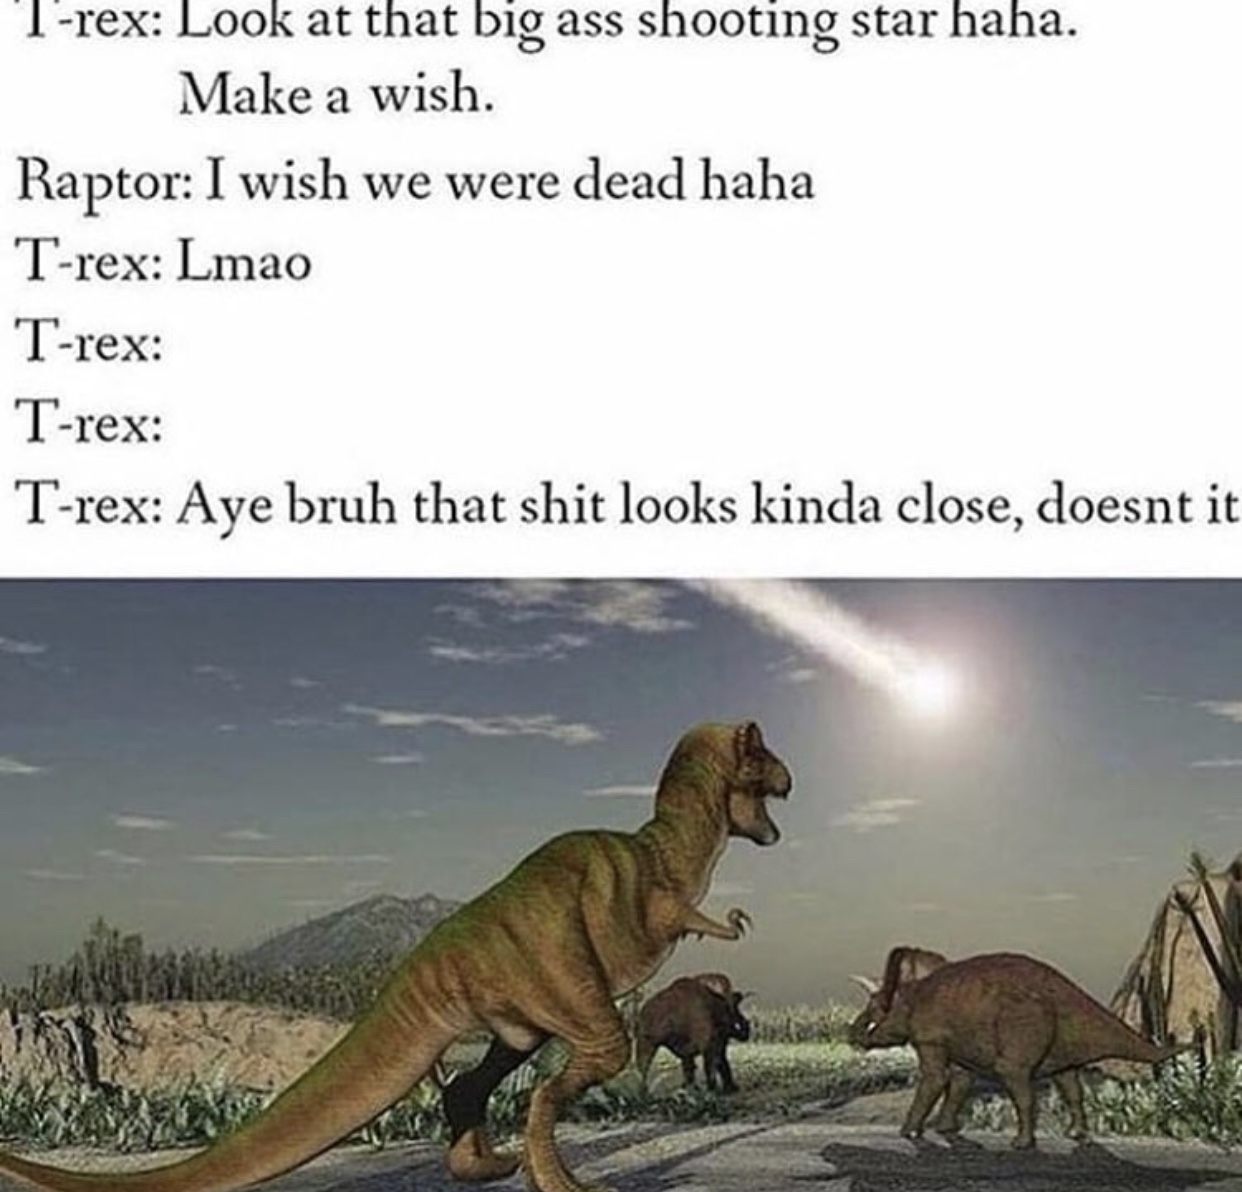 T-rex: Look at that big ass shooting star haha.
Make a wish.
Raptor: I wish we were dead haha
T-rex: Lmao
T-rex:
T-rex:
T-rex: Aye bruh that shit looks kinda close, doesnt it